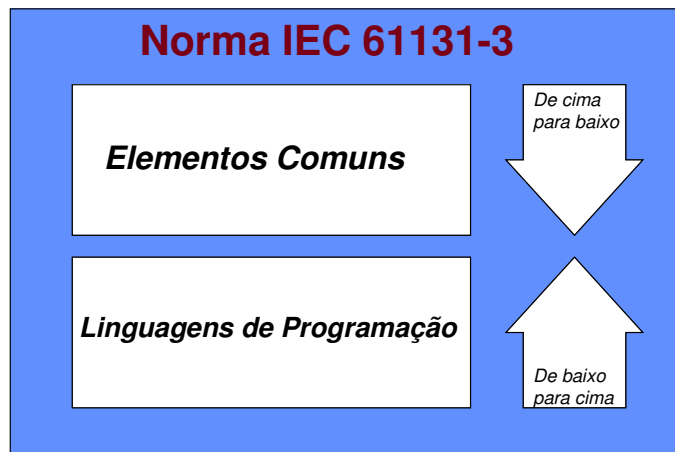 Norma IEC 61131-3
De cima
para baixo
Elementos Comuns
Linguagens de Programação
De baixo
para cima